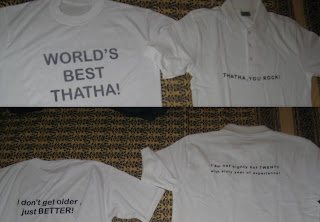 WORLD'S
BEST
THATHA!
THATHA, YOU ROCK!
I don't get older,
just BETTER!
I am not eighty but TWENTY
with sixty year of experience!